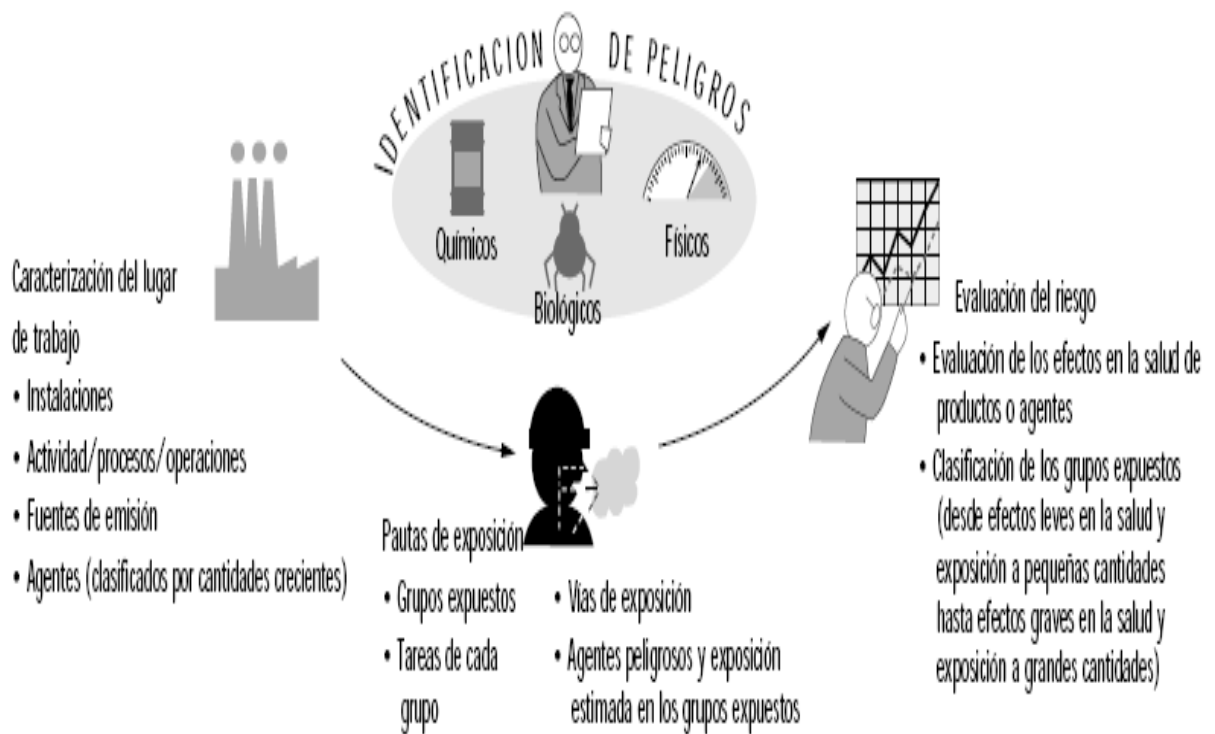 IDENTIFICACION DE PELIGROS
Químicos
Físicos
Biológicos
Caracterización del lugar
de trabajo
• Instalaciones
• Actividad/procesos/operaciones
• Fuentes de emisión
• Agentes (clasificados por cantidades crecientes)
Pautas de exposición
• Grupos expuestos
• Tareas de cada
grupo
• Vías de exposición
• Agentes peligrosos y exposición
estimada en los grupos expuestos
Evaluación del riesgo
• Evaluación de los efectos en la salud de
productos o agentes
• Clasificación de los grupos expuestos
(desde efectos leves en la salud y
exposición a pequeñas cantidades
hasta efectos graves en la salud y
exposición a grandes cantidades)